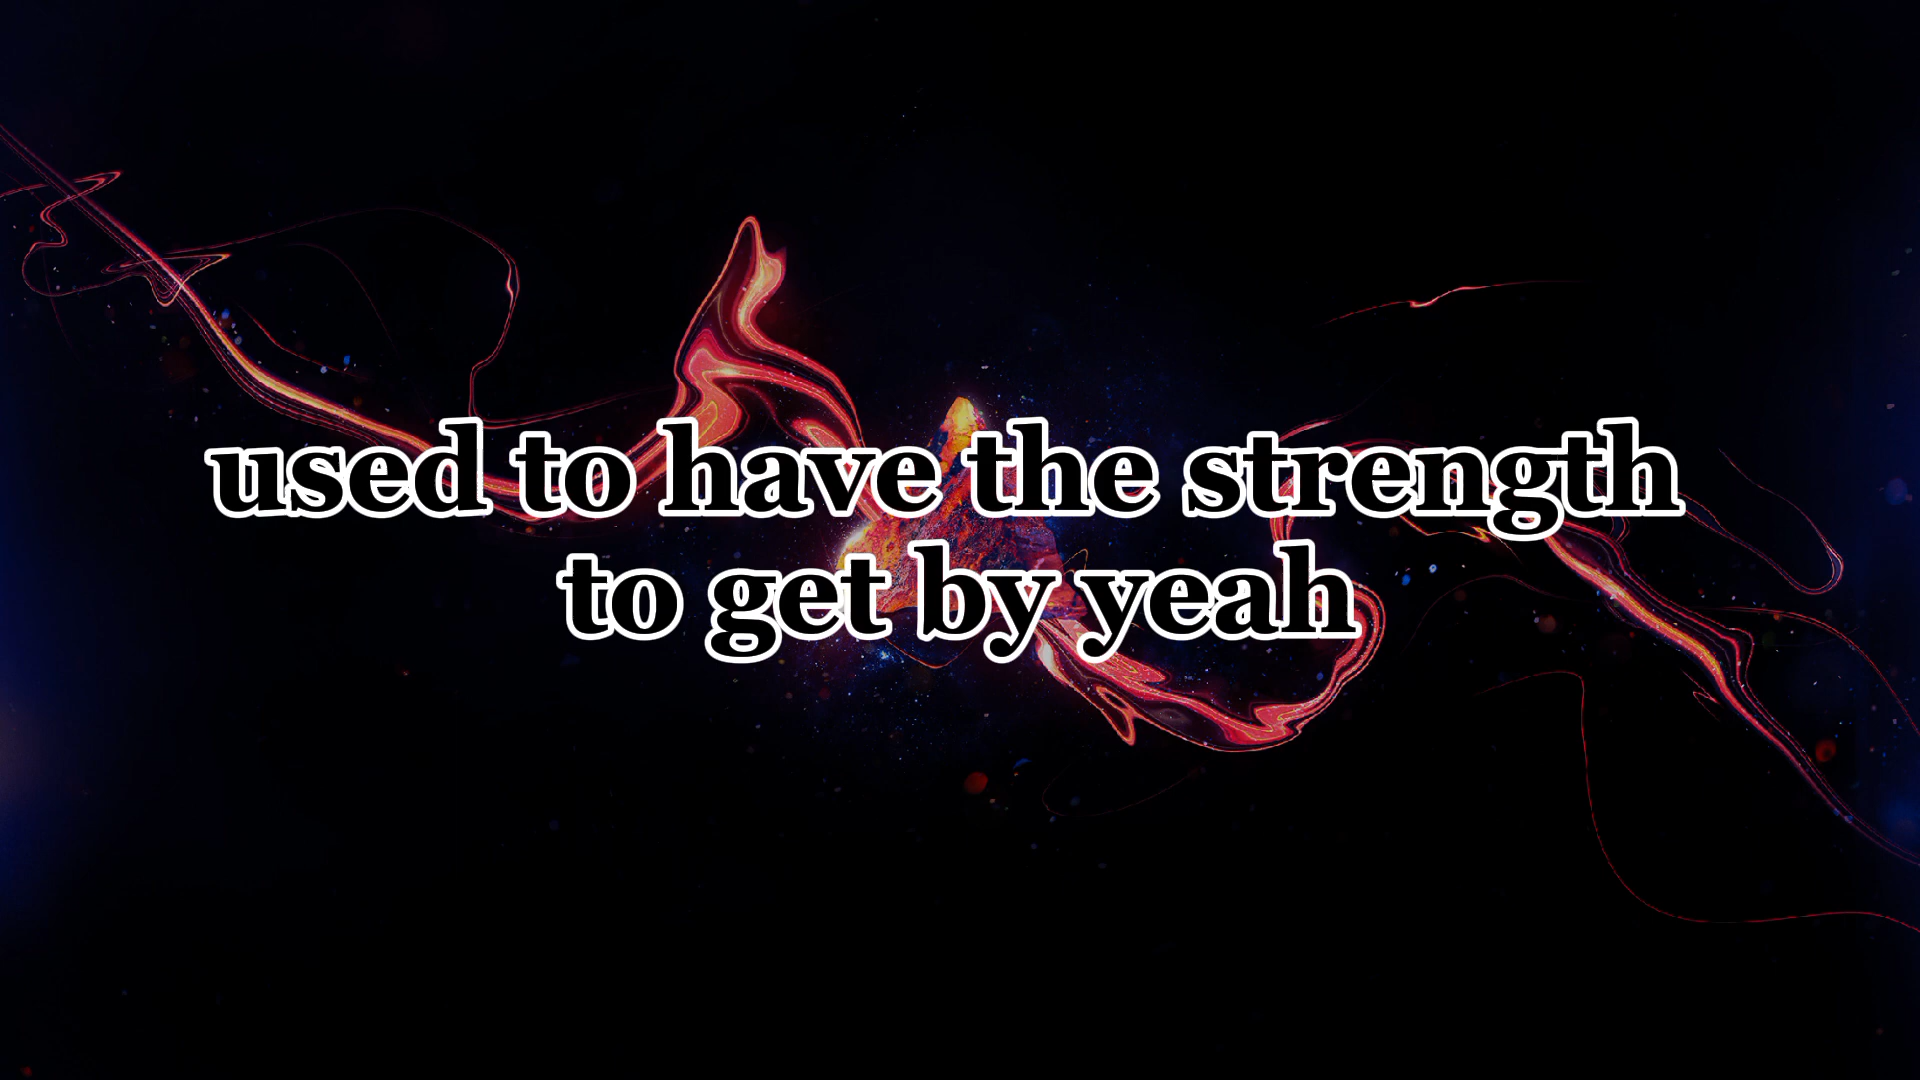 used to have the strength
to get by yeah